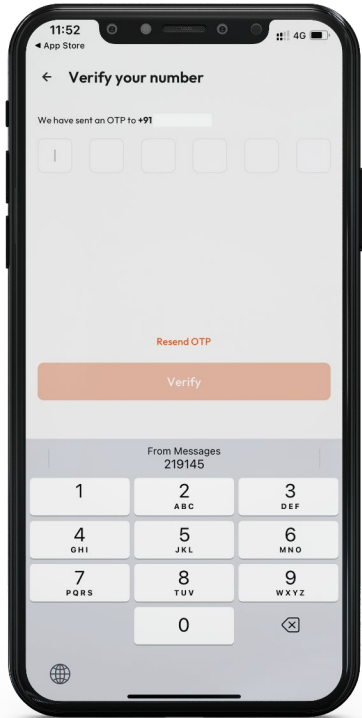 11:52
4G
◀ App Store
← Verify your number
We have sent an OTP to +91
Resend OTP
Verify
From Messages
219145
1
2
ABC
3
DEF
4
GHI
5
JKL
6
MNO
7
PQRS
8
TUV
9
WXYZ
0